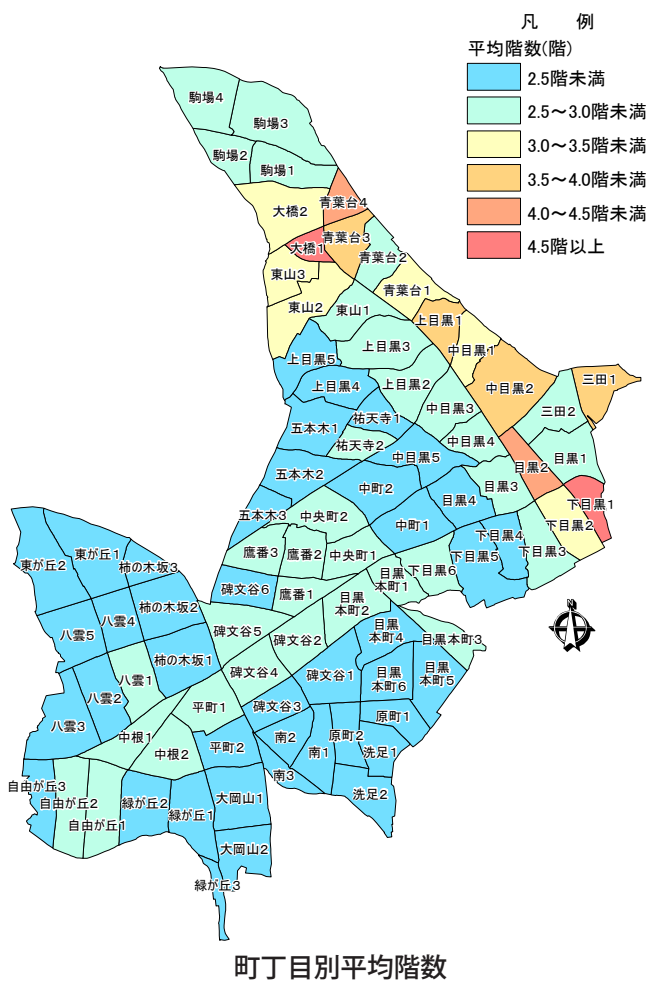 凡　例
平均階数(階)
2.5階未満
2.5～3.0階未満
3.0～3.5階未満
3.5～4.0階未満
4.0～4.5階未満
4.5階以上
駒場4
駒場3
駒場2
駒場1
大橋2
青葉台4
大橋1
青葉台3
青葉台2
東山3
青葉台1
東山2
東山1
上目黒1
上目黒3
中目黒1
上目黒5
上目黒4
上目黒2
中目黒2
三田1
中目黒3
三田2
祐天寺1
五本木1
祐天寺2
中目黒4
中目黒5
目黒2
目黒1
五本木2
中町2
目黒3
目黒4
下目黒1
五本木3
中央町2
中町1
下目黒2
下目黒4
鷹番3
鷹番2
中央町1
下目黒5
下目黒3
東が丘2
東が丘1
柿の木坂3
目黒
本町1
下目黒6
碑文谷6
鷹番1
目黒
本町2
柿の木坂2
八雲4
八雲5
碑文谷5
碑文谷2
目黒
本町4
目黒本町3
柿の木坂1
碑文谷4
碑文谷1
目黒
本町6
目黒
本町5
八雲1
八雲2
平町1
碑文谷3
原町1
八雲3
中根1
中根2
平町2
南2
南1
原町2
洗足1
南3
自由が丘3
自由が丘2
自由が丘1
緑が丘2
緑が丘1
大岡山1
洗足2
大岡山2
緑が丘3
N
町丁目別平均階数